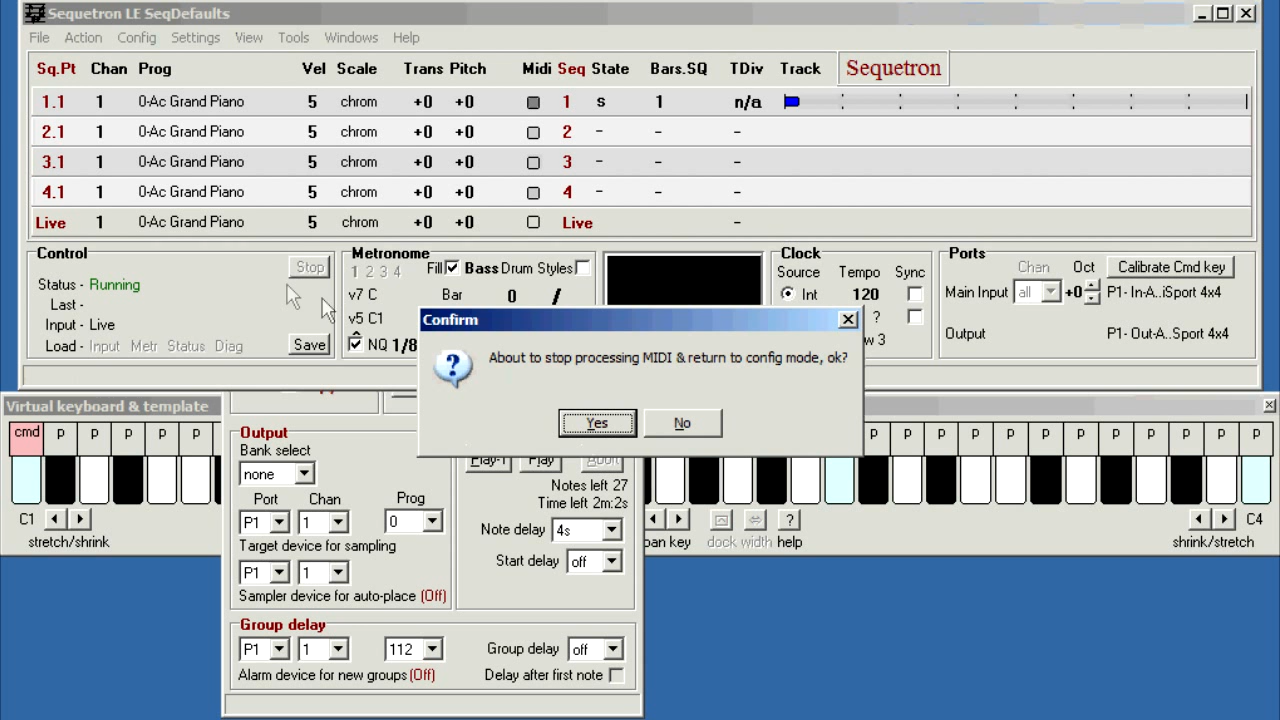 Sequetron LE SeqDefaults
File Action Config Settings View Tools Windows Help
Sq.Pt Chan Prog Vel Scale Trans Pitch Midi Seq State Bars.SQ TDiv Track Sequetron
1.1 1 0-Ac Grand Piano 5 chrom +0 +0 1 s 1 n/a
2.1 1 0-Ac Grand Piano 5 chrom +0 +0 2 - - -
3.1 1 0-Ac Grand Piano 5 chrom +0 +0 3 - - -
4.1 1 0-Ac Grand Piano 5 chrom +0 +0 4 - - -
Live 1 0-Ac Grand Piano 5 chrom +0 +0 Live -
Control
Stop
Status - Running
Last -
Input - Live
Load - Input Metr Status Diag Save
Metronome
1 2 3 4 Fill Bass Drum Styles
v7 C Bar 0 /
v5 C1
NQ 1/8
Clock
Source Tempo Sync
Int 120
?
w 3
Ports
Chan Oct Calibrate Cmd key
Main Input all +0 P1- In-A..iSport 4x4
Output P1- Out-A..Sport 4x4
Confirm
About to stop processing MIDI & return to config mode, ok?
Yes No
Virtual keyboard & template
cmd p p p p p p p p p p p p p p p p p
C1
stretch/shrink
pan key dock width help
?
C4
shrink/stretch
Output
Bank select
none
Port Chan Prog
P1 1 0
Target device for sampling
P1 1
Sampler device for auto-place (Off)
Play-1 Play Abort
Notes left 27
Time left 2m:2s
Note delay 4s
Start delay off
Group delay
P1 1 112 Group delay off
Alarm device for new groups (Off) Delay after first note